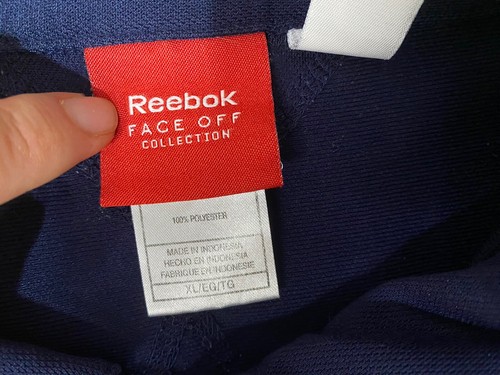 Reebok
FACE OFF
COLLECTION
100% POLYESTER
MADE IN INDONESIA
HECHO EN INDONESIA
FABRIQUE EN INDONESIE
XL/EG/TG